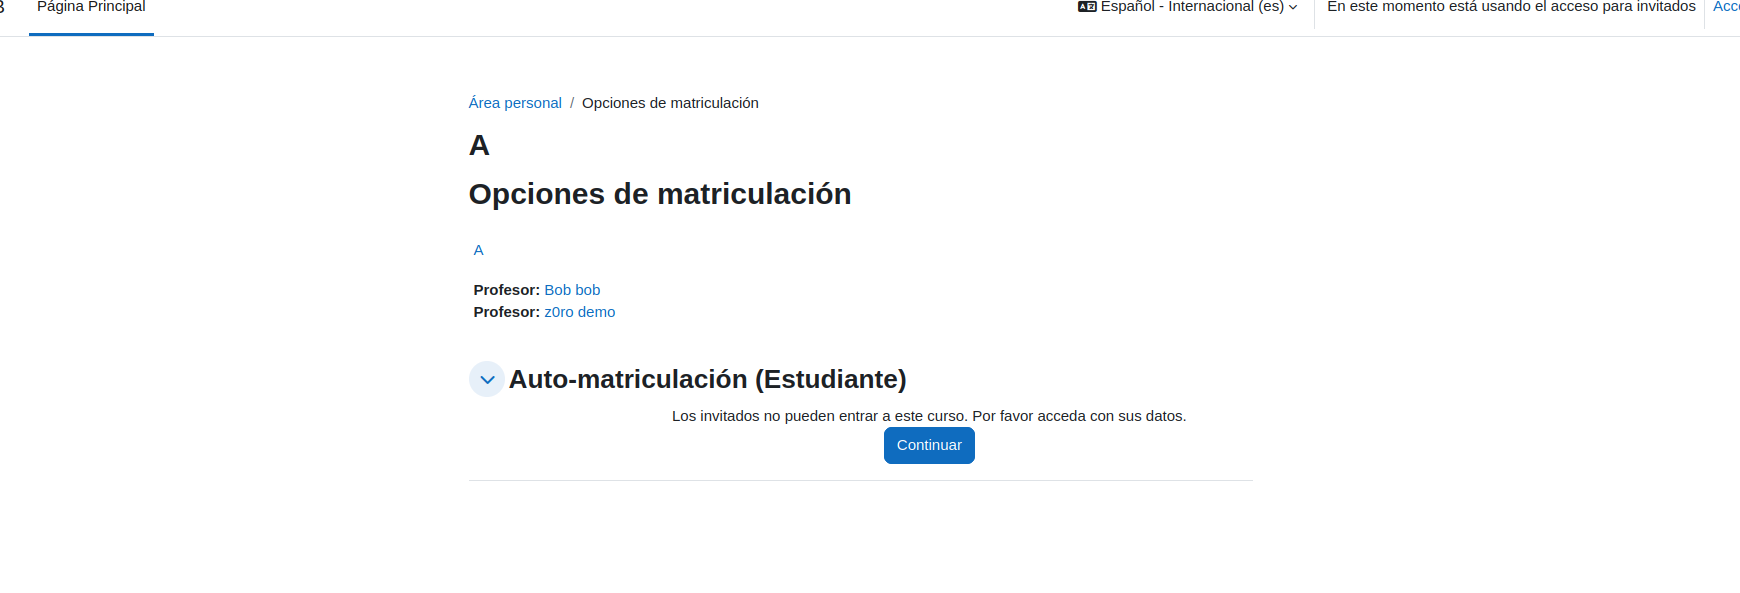 Página Principal
Español - Internacional (es)
En este momento está usando el acceso para invitados
Área personal / Opciones de matriculación
A
Opciones de matriculación
A
Profesor: Bob bob
Profesor: z0ro demo
Auto-matriculación (Estudiante)
Los invitados no pueden entrar a este curso. Por favor acceda con sus datos.
Continuar